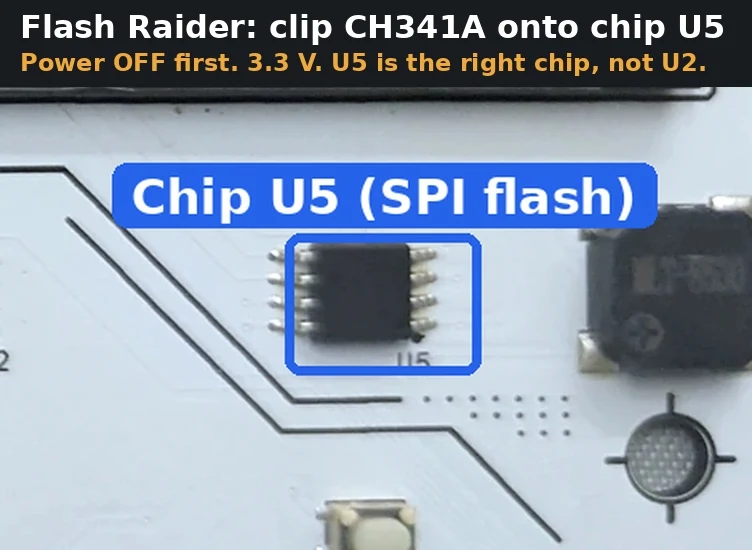 Flash Raider: clip CH341A onto chip U5
Power OFF first. 3.3 V. U5 is the right chip, not U2.
Chip U5 (SPI flash)
2
U5